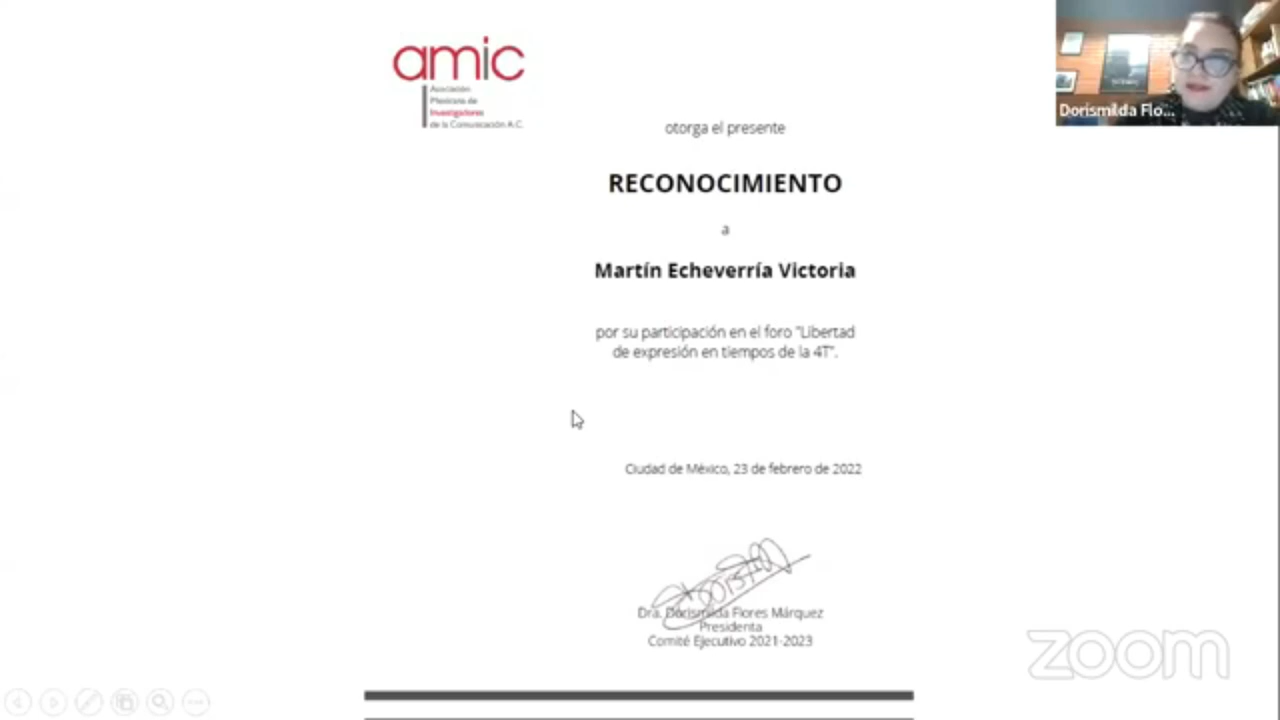 amic
Asociación
Mexicana de
Investigadores
de la Comunicación A.C.
Dorismilda Flo...
otorga el presente
RECONOCIMIENTO
a
Martín Echeverría Victoria
por su participación en el foro "Libertad
de expresión en tiempos de la 4T".
Ciudad de México, 23 de febrero de 2022
Dra. Dorismilda Flores Márquez
Presidenta
Comité Ejecutivo 2021-2023
zoom